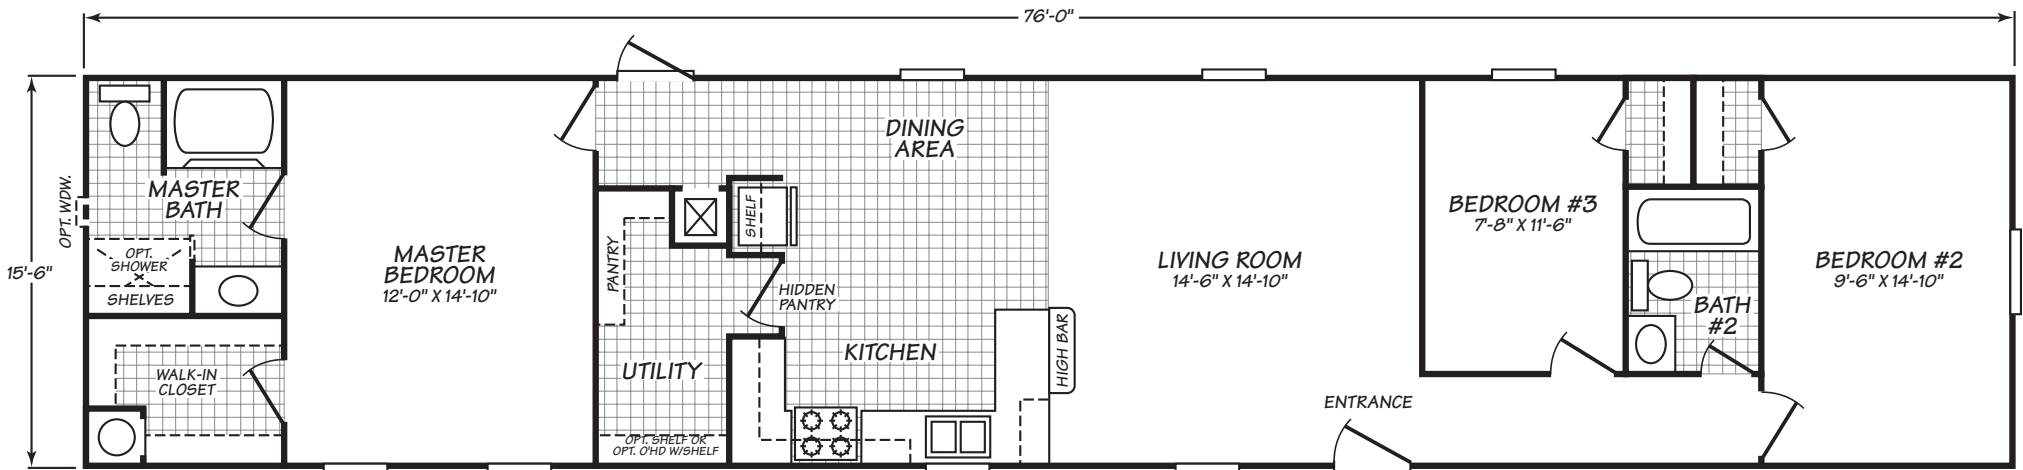 76'-0"
15'-6"
OPT. WDW.
MASTER
BATH
OPT.
SHOWER
SHELVES
WALK-IN
CLOSET
MASTER
BEDROOM
12'-0" X 14'-10"
DINING
AREA
SHELF
PANTRY
HIDDEN
PANTRY
UTILITY
OPT. SHELF OR
OPT. O'HD W/SHELF
KITCHEN
HIGH BAR
LIVING ROOM
14'-6" X 14'-10"
ENTRANCE
BEDROOM #3
7'-8" X 11'-6"
BATH
#2
BEDROOM #2
9'-6" X 14'-10"